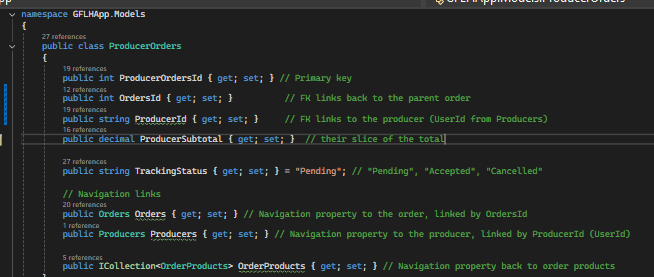 namespace GFLHApp.Models
{
27 references
public class ProducerOrders
{
19 references
public int ProducerOrdersId { get; set; } // Primary key
12 references
public int OrdersId { get; set; } // FK links back to the parent order
19 references
public string ProducerId { get; set; } // FK links to the producer (UserId from Producers)
16 references
public decimal ProducerSubtotal { get; set; } // their slice of the total
27 references
public string TrackingStatus { get; set; } = "Pending"; // "Pending", "Accepted", "Cancelled"
// Navigation links
20 references
public Orders Orders { get; set; } // Navigation property to the order, linked by OrdersId
1 reference
public Producers Producers { get; set; } // Navigation property to the producer, linked by ProducerId (UserId)
5 references
public ICollection<OrderProducts> OrderProducts { get; set; } // Navigation property back to order products